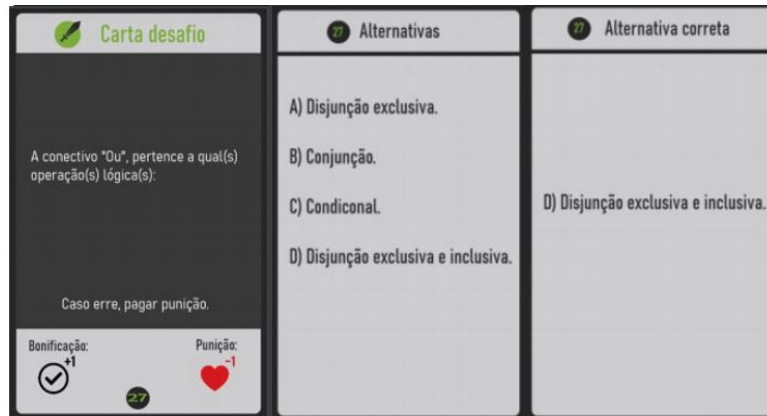 Carta desafio
A conectivo "Ou", pertence a qual(s)
operação(s) lógica(s):
Caso erre, pagar punição.
Bonificação:
+1
Punição:
-1
27
27 Alternativas
A) Disjunção exclusiva.
B) Conjunção.
C) Condiconal.
D) Disjunção exclusiva e inclusiva.
27 Alternativa correta
D) Disjunção exclusiva e inclusiva.